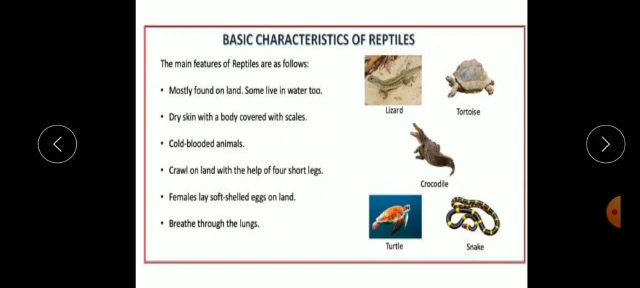 BASIC CHARACTERISTICS OF REPTILES
The main features of Reptiles are as follows:
• Mostly found on land. Some live in water too.
• Dry skin with a body covered with scales.
• Cold-blooded animals.
• Crawl on land with the help of four short legs.
• Females lay soft-shelled eggs on land.
• Breathe through the lungs.
Lizard
Tortoise
Crocodile
Turtle
Snake